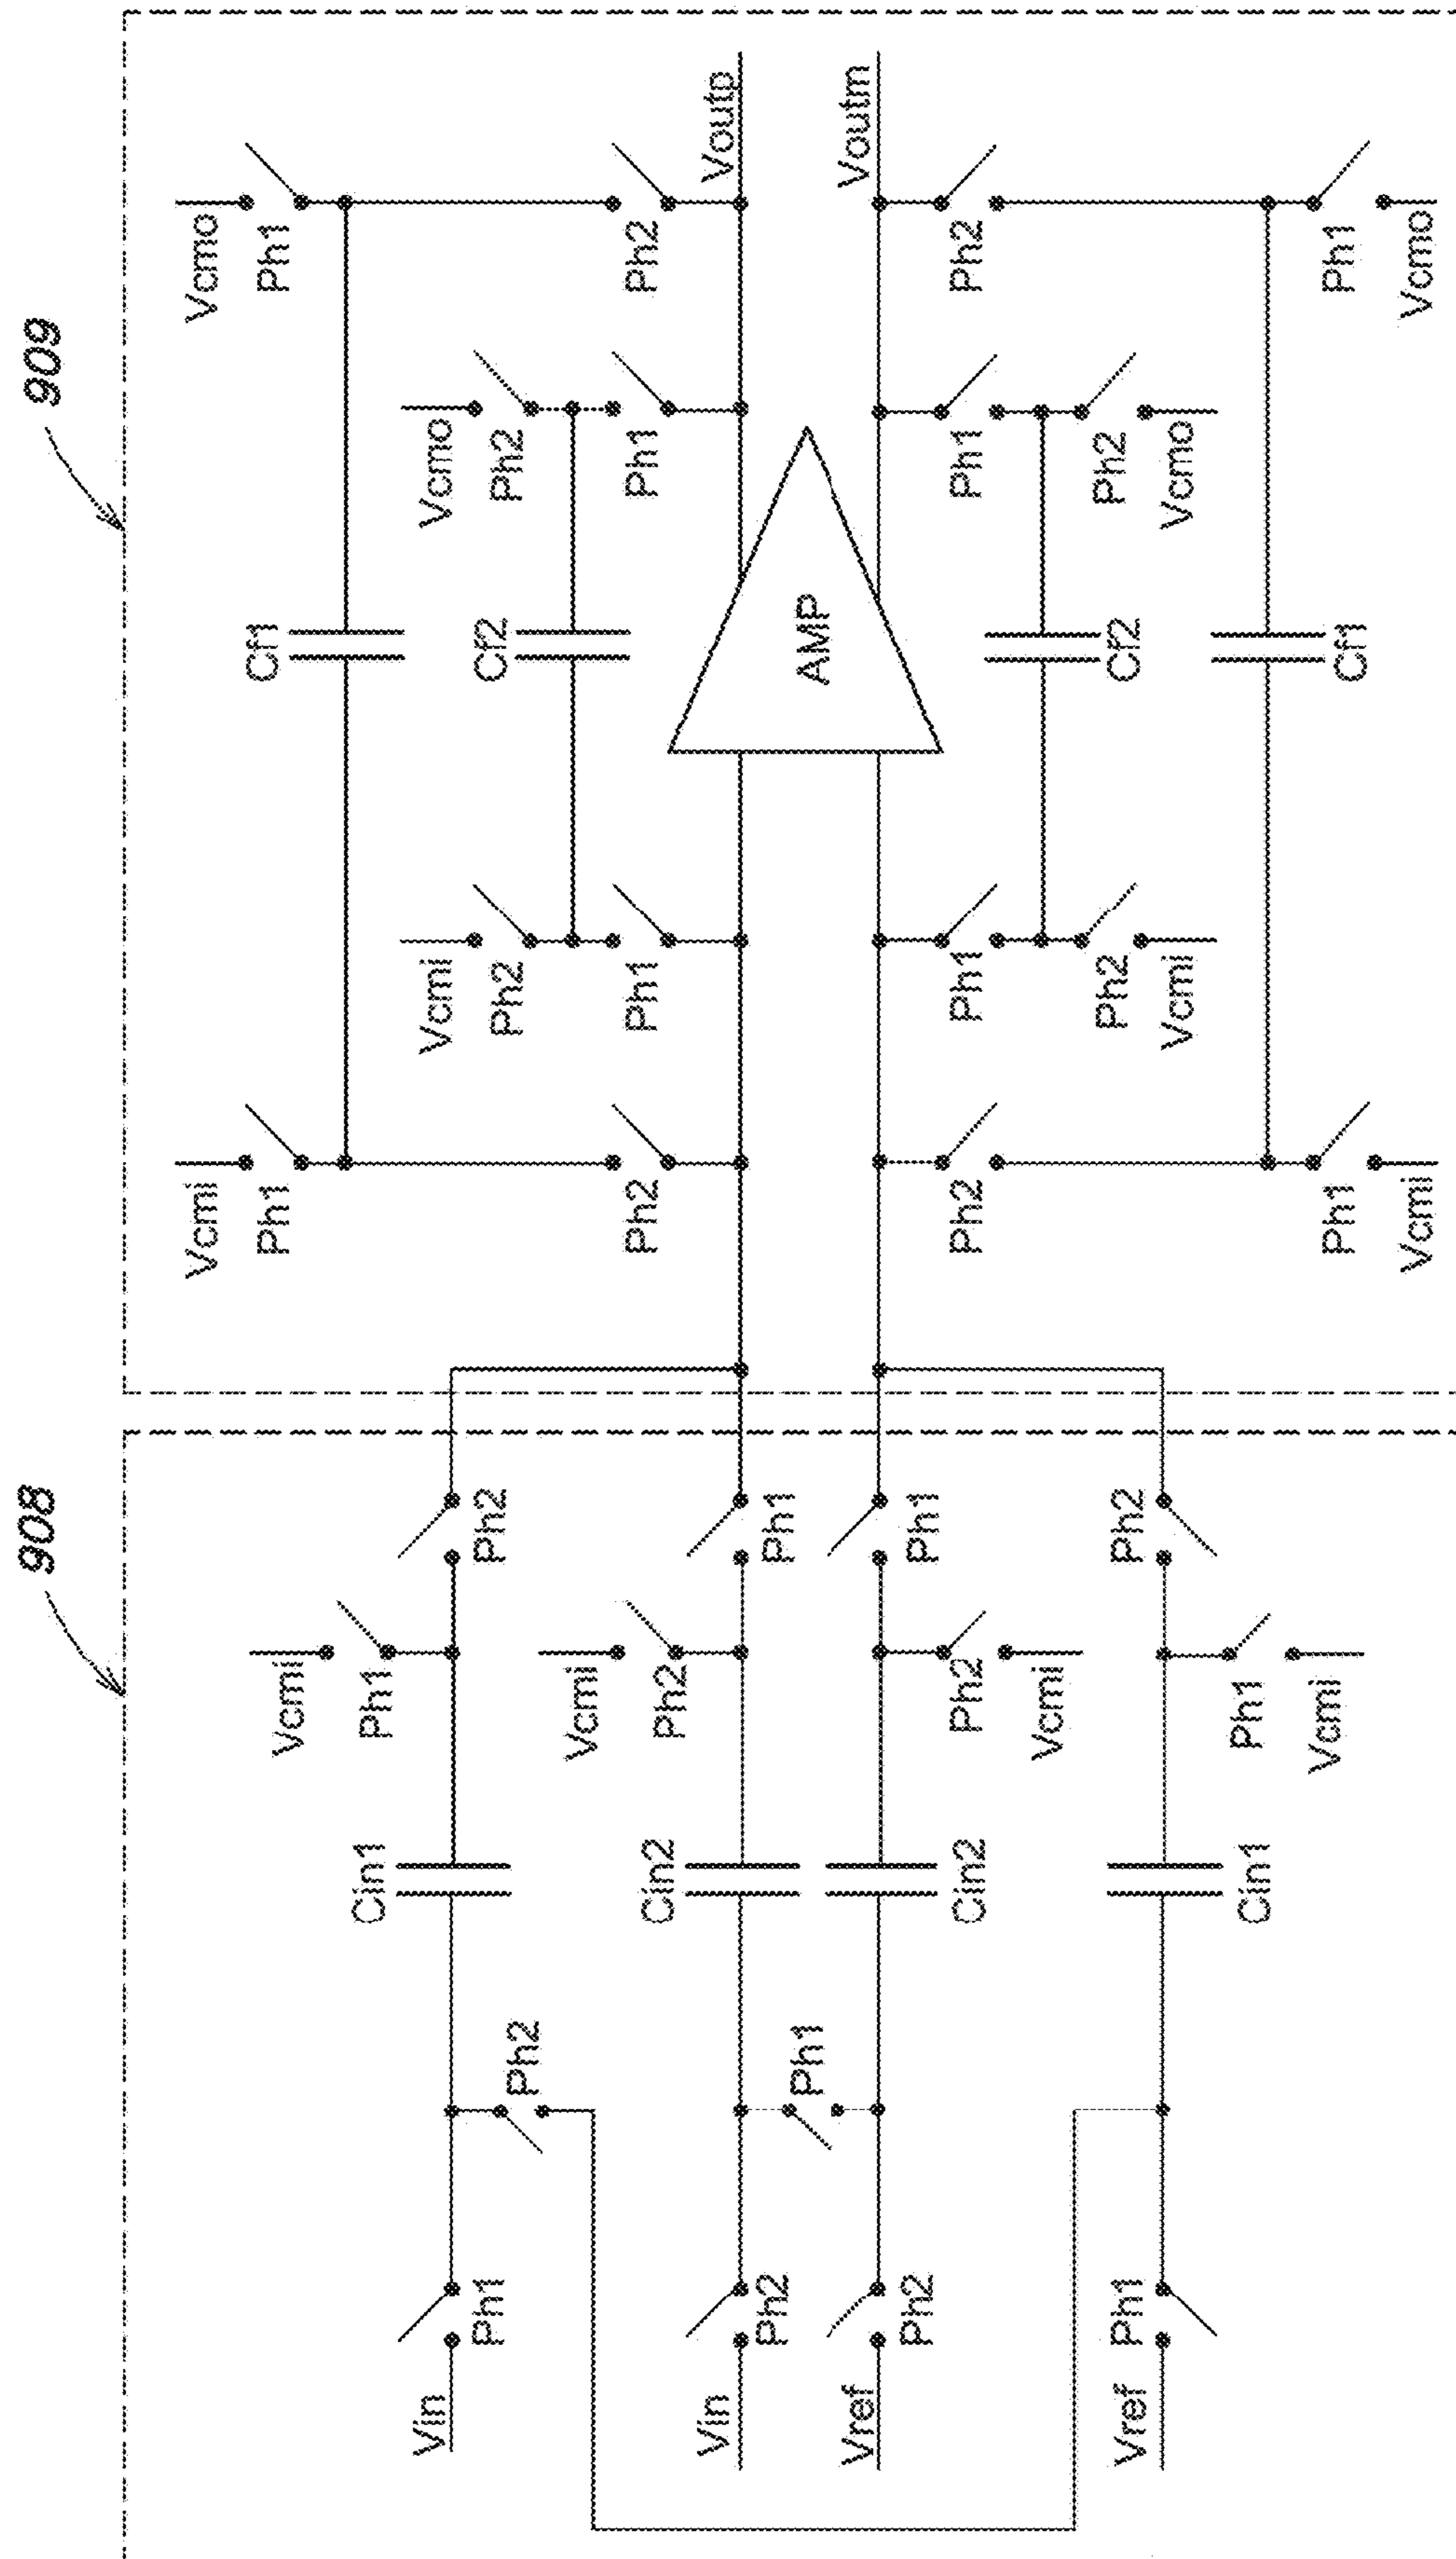 908 909
Vcmi Vcmo
Vcmi Ph1 Cf1 Ph1
Cin1 Ph1
Vin Vcmi Vcmo
Ph1 Ph2 Ph2 Cf2 Ph2
Ph2
Vcmi
Cin2 Ph2 Ph2 Ph1 Ph1 Ph2
Vin Voutp
Ph2 Ph1
Ph1 AMP
Vref Voutm
Ph2 Ph1
Cin2 Ph2 Ph2 Ph1 Ph1 Ph2
Vcmi
Ph2 Cf2 Ph2
Vref Ph1 Ph2
Vcmi Vcmo
Cin1 Ph1
Vcmi Ph1 Cf1 Ph1
Vcmi Vcmo